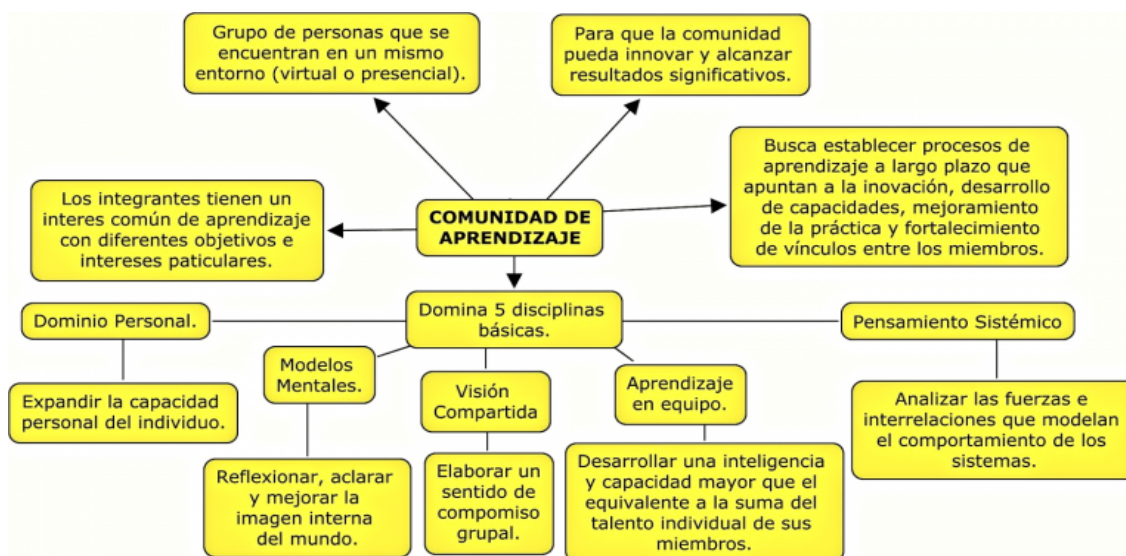 Grupo de personas que se
encuentran en un mismo
entorno (virtual o presencial).
Para que la comunidad
pueda innovar y alcanzar
resultados significativos.
Los integrantes tienen un
interes común de aprendizaje
con diferentes objetivos e
intereses paticulares.
COMUNIDAD DE
APRENDIZAJE
Busca establecer procesos de
aprendizaje a largo plazo que
apuntan a la inovación, desarrollo
de capacidades, mejoramiento
de la práctica y fortalecimiento
de vínculos entre los miembros.
Domina 5 disciplinas
básicas.
Dominio Personal.
Expandir la capacidad
personal del individuo.
Modelos
Mentales.
Reflexionar, aclarar
y mejorar la
imagen interna
del mundo.
Visión
Compartida
Elaborar un
sentido de
compomiso
grupal.
Aprendizaje
en equipo.
Desarrollar una inteligencia
y capacidad mayor que el
equivalente a la suma del
talento individual de sus
miembros.
Pensamiento Sistémico
Analizar las fuerzas e
interrelaciones que modelan
el comportamiento de los
sistemas.